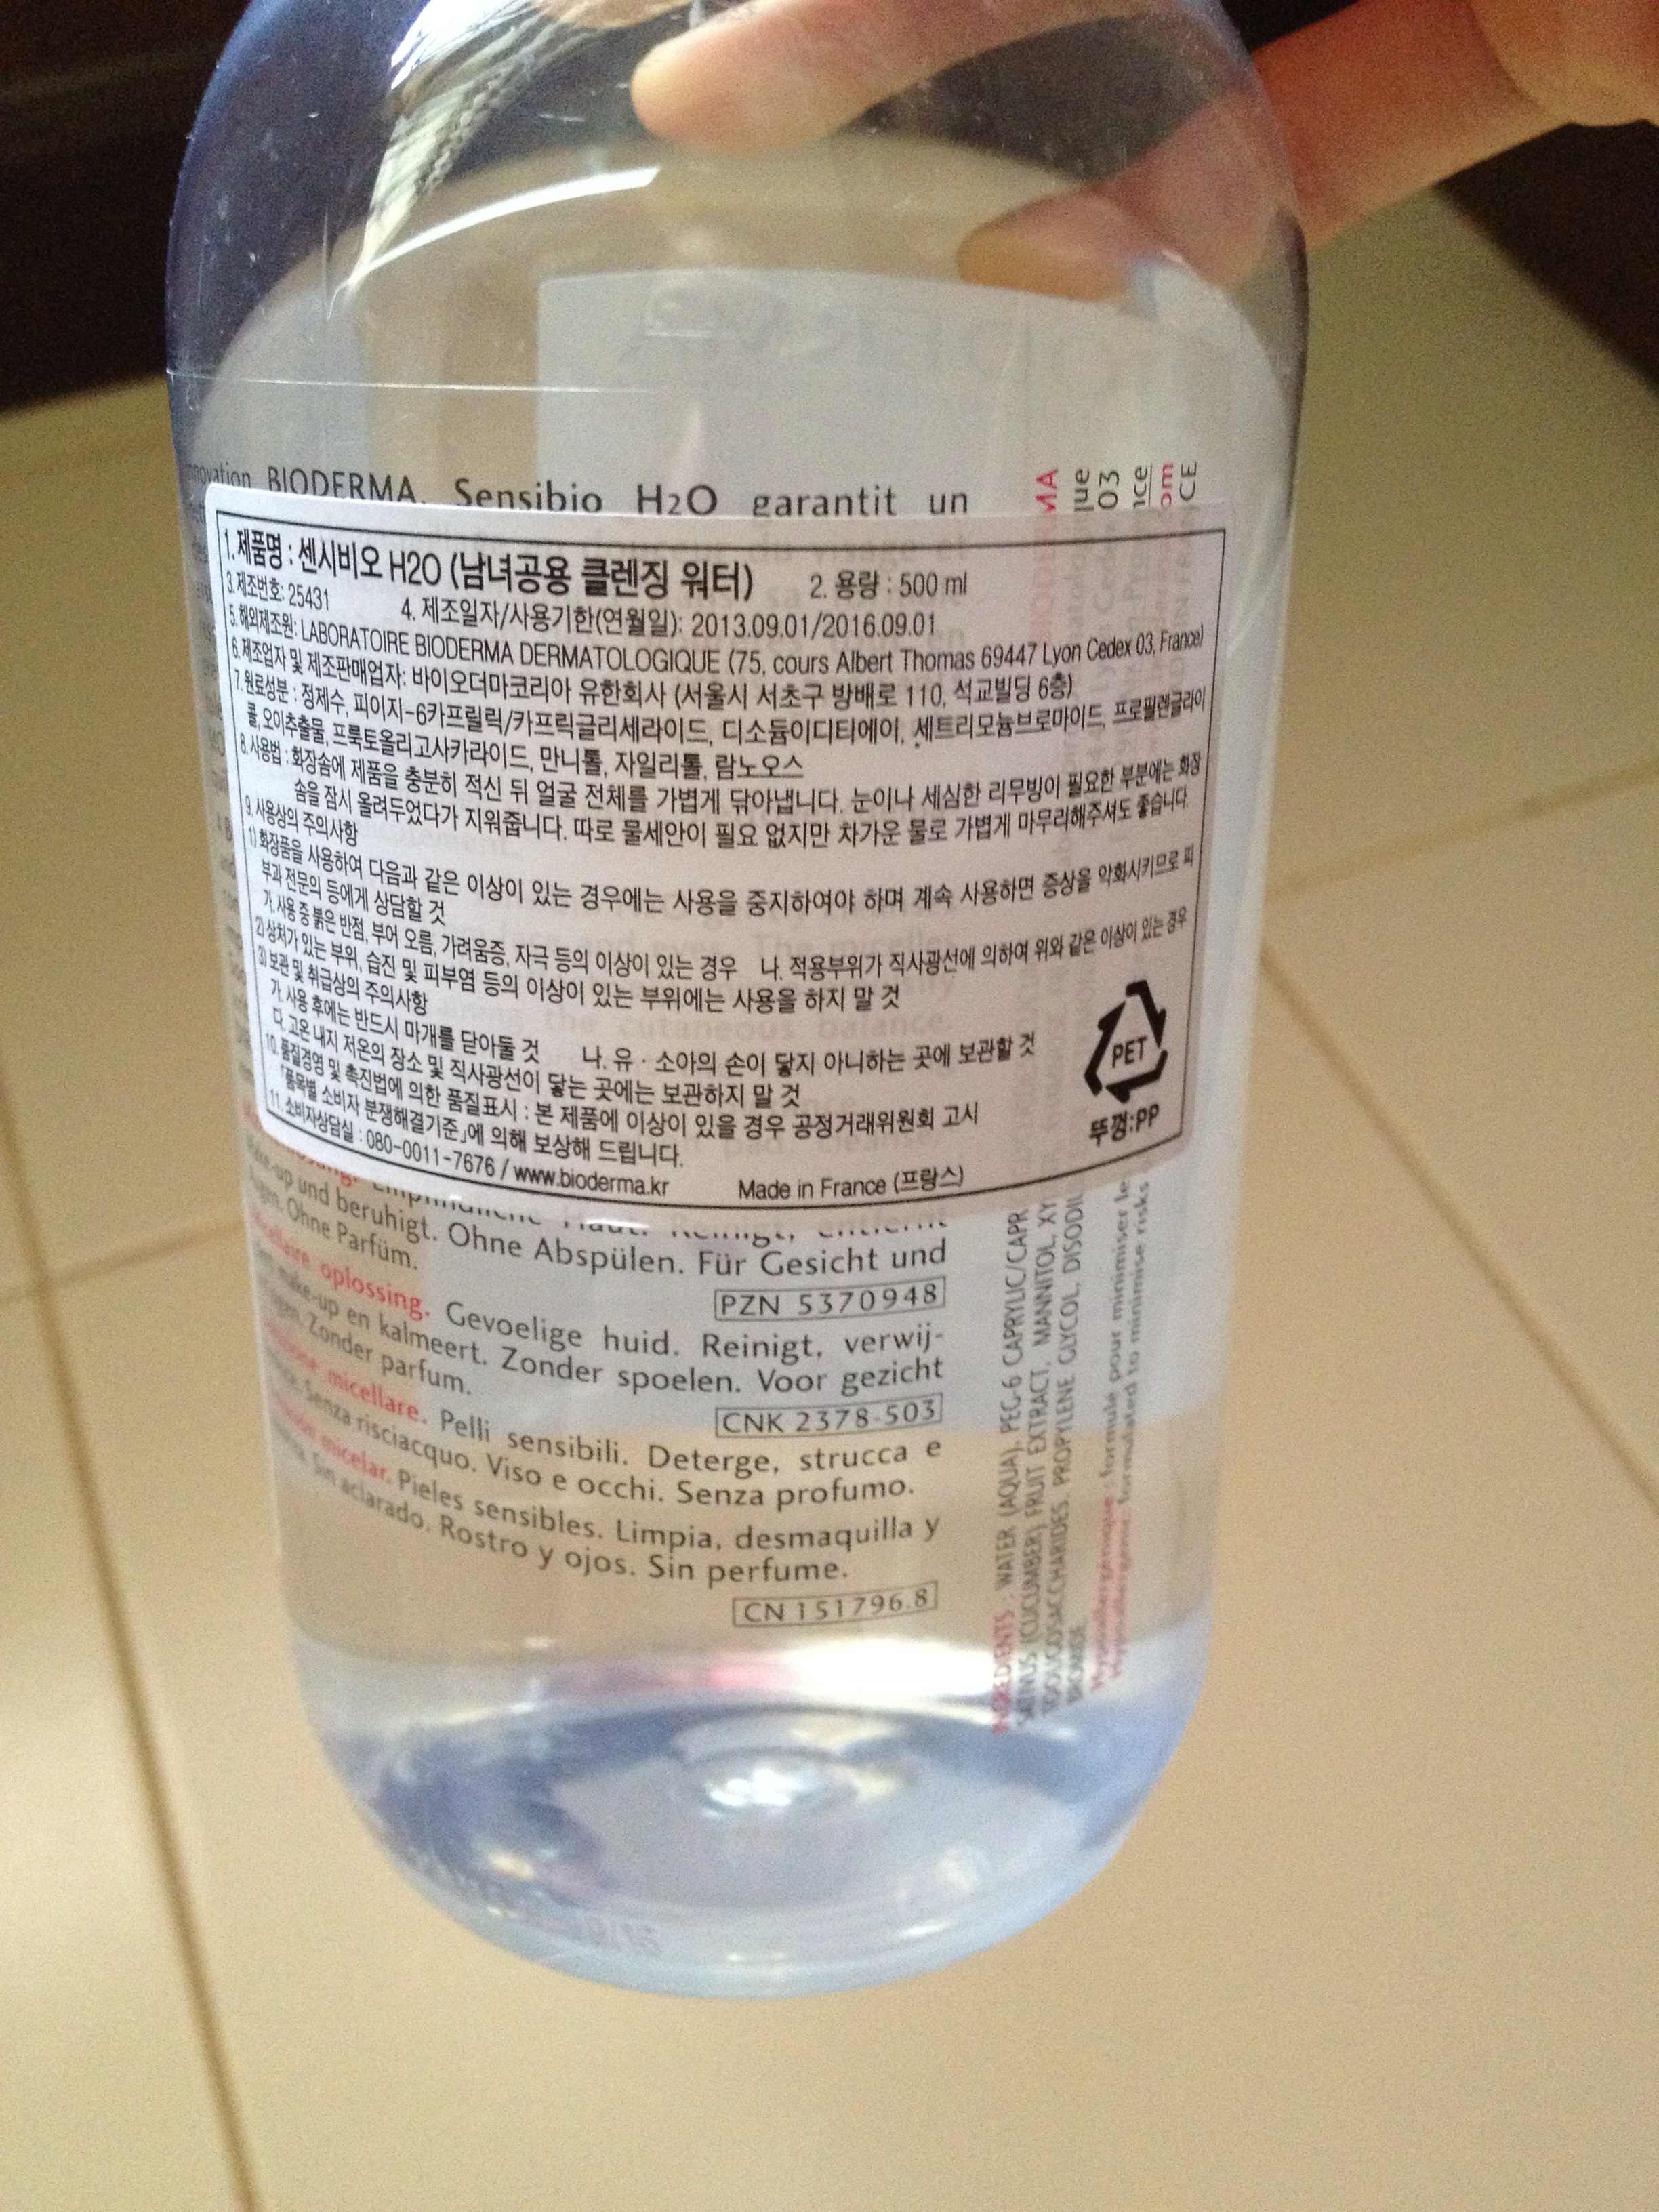 BIODERMA. Sensibio H2O garantit un
1. 제품명 : 센시비오 H2O (남녀공용 클렌징 워터) 2. 용량 : 500 ml
3. 제조번호: 25431 4. 제조일자/사용기한(연월일): 2013.09.01/2016.09.01
5. 해외제조원: LABORATOIRE BIODERMA DERMATOLOGIQUE (75, cours Albert Thomas 69447 Lyon Cedex 03, France)
6. 제조업자 및 제조판매업자: 바이오더마코리아 유한회사 (서울시 서초구 방배로 110, 석교빌딩 6층)
7. 원료성분 : 정제수, 피이지-6카프릴릭/카프릭글리세라이드, 디소듐이디티에이, 세트리모늄브로마이드, 프로필렌글라이
콜, 오이추출물, 프룩토올리고사카라이드, 만니톨, 자일리톨, 람노오스
8. 사용법 : 화장솜에 제품을 충분히 적신 뒤 얼굴 전체를 가볍게 닦아냅니다. 눈이나 세심한 리무빙이 필요한 부분에는 화장
솜을 잠시 올려두었다가 지워줍니다. 따로 물세안이 필요 없지만 차가운 물로 가볍게 마무리해주셔도 좋습니다.
9. 사용상의 주의사항
1) 화장품을 사용하여 다음과 같은 이상이 있는 경우에는 사용을 중지하여야 하며 계속 사용하면 증상을 악화시키므로 피
부과 전문의 등에게 상담할 것
가. 사용 중 붉은 반점, 부어 오름, 가려움증, 자극 등의 이상이 있는 경우 나. 적용부위가 직사광선에 의하여 위와 같은 이상이 있는 경우
2) 상처가 있는 부위, 습진 및 피부염 등의 이상이 있는 부위에는 사용을 하지 말 것
3) 보관 및 취급상의 주의사항
가. 사용 후에는 반드시 마개를 닫아둘 것 나. 유 · 소아의 손이 닿지 아니하는 곳에 보관할 것
다. 고온 내지 저온의 장소 및 직사광선이 닿는 곳에는 보관하지 말 것
10. 품질경영 및 촉진법에 의한 품질표시 : 본 제품에 이상이 있을 경우 공정거래위원회 고시
「품목별 소비자 분쟁해결기준」에 의해 보상해 드립니다.
11. 소비자상담실 : 080-0011-7676 / www.bioderma.kr Made in France (프랑스)
PET
뚜껑:PP
und beruhigt. Ohne Abspülen. Für Gesicht und
Ohne Parfüm.
PZN 5370948
oplossing. Gevoelige huid. Reinigt, verwij-
make-up en kalmeert. Zonder spoelen. Voor gezicht
Zonder parfum.
CNK 2378-503
micellare. Pelli sensibili. Deterge, strucca e
Senza risciacquo. Viso e occhi. Senza profumo.
micelar. Pieles sensibles. Limpia, desmaquilla y
Sin aclarado. Rostro y ojos. Sin perfume.
CN 151796.8
INGREDIENTS : WATER (AQUA), PEG-6 CAPRYLIC/CAPR
(CUCUMBER) FRUIT EXTRACT, MANNITOL, XY
PROPYLENE GLYCOL, DISODI
BROMIDE
formulé pour minimiser le
formulated to minimise risks